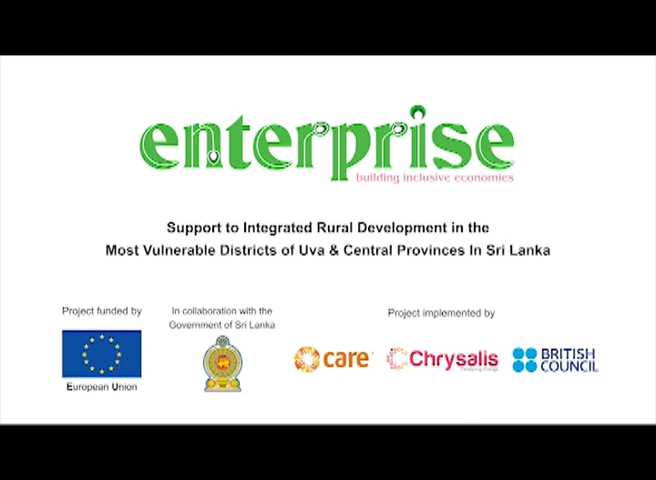 enterprise
building inclusive economies
Support to Integrated Rural Development in the
Most Vulnerable Districts of Uva & Central Provinces In Sri Lanka
Project funded by
European Union
In collaboration with the
Government of Sri Lanka
Project implemented by
care
Chrysalis
BRITISH
COUNCIL